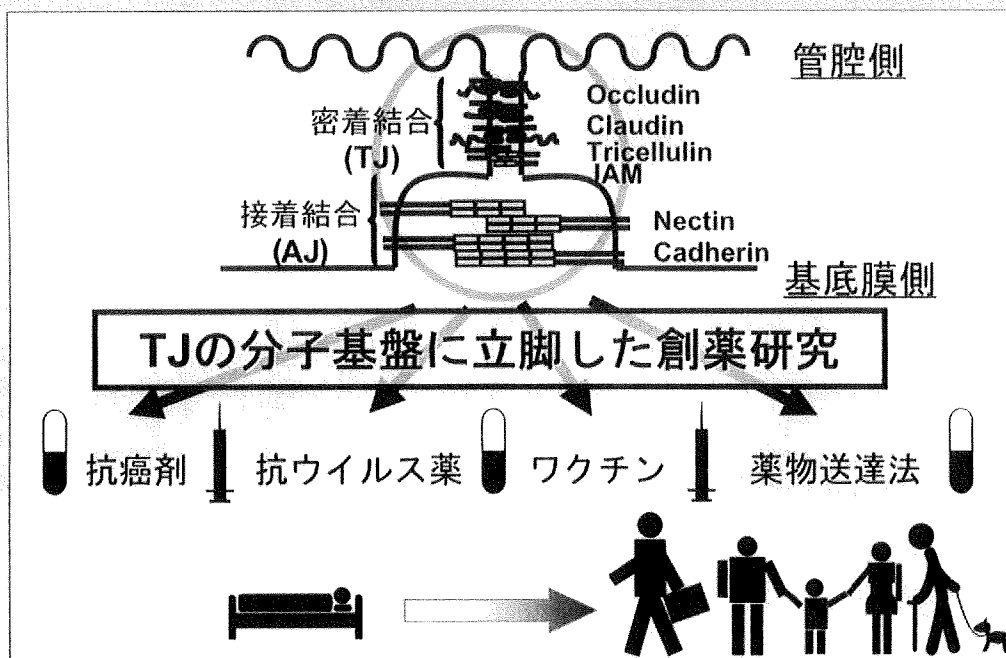 管腔側
密着結合
(TJ)
Occludin
Claudin
Tricellulin
JAM
接着結合
(AJ)
Nectin
Cadherin
基底膜側
TJの分子基盤に立脚した創薬研究
抗癌剤
抗ウイルス薬
ワクチン
薬物送達法